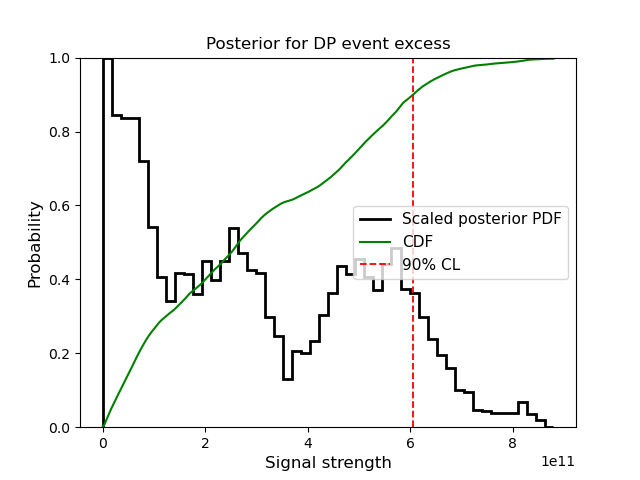 Posterior for DP event excess
Probability
1.0
0.8
0.6
0.4
0.2
0.0
Scaled posterior PDF
CDF
90% CL
0
2
4
6
8
1e11
Signal strength